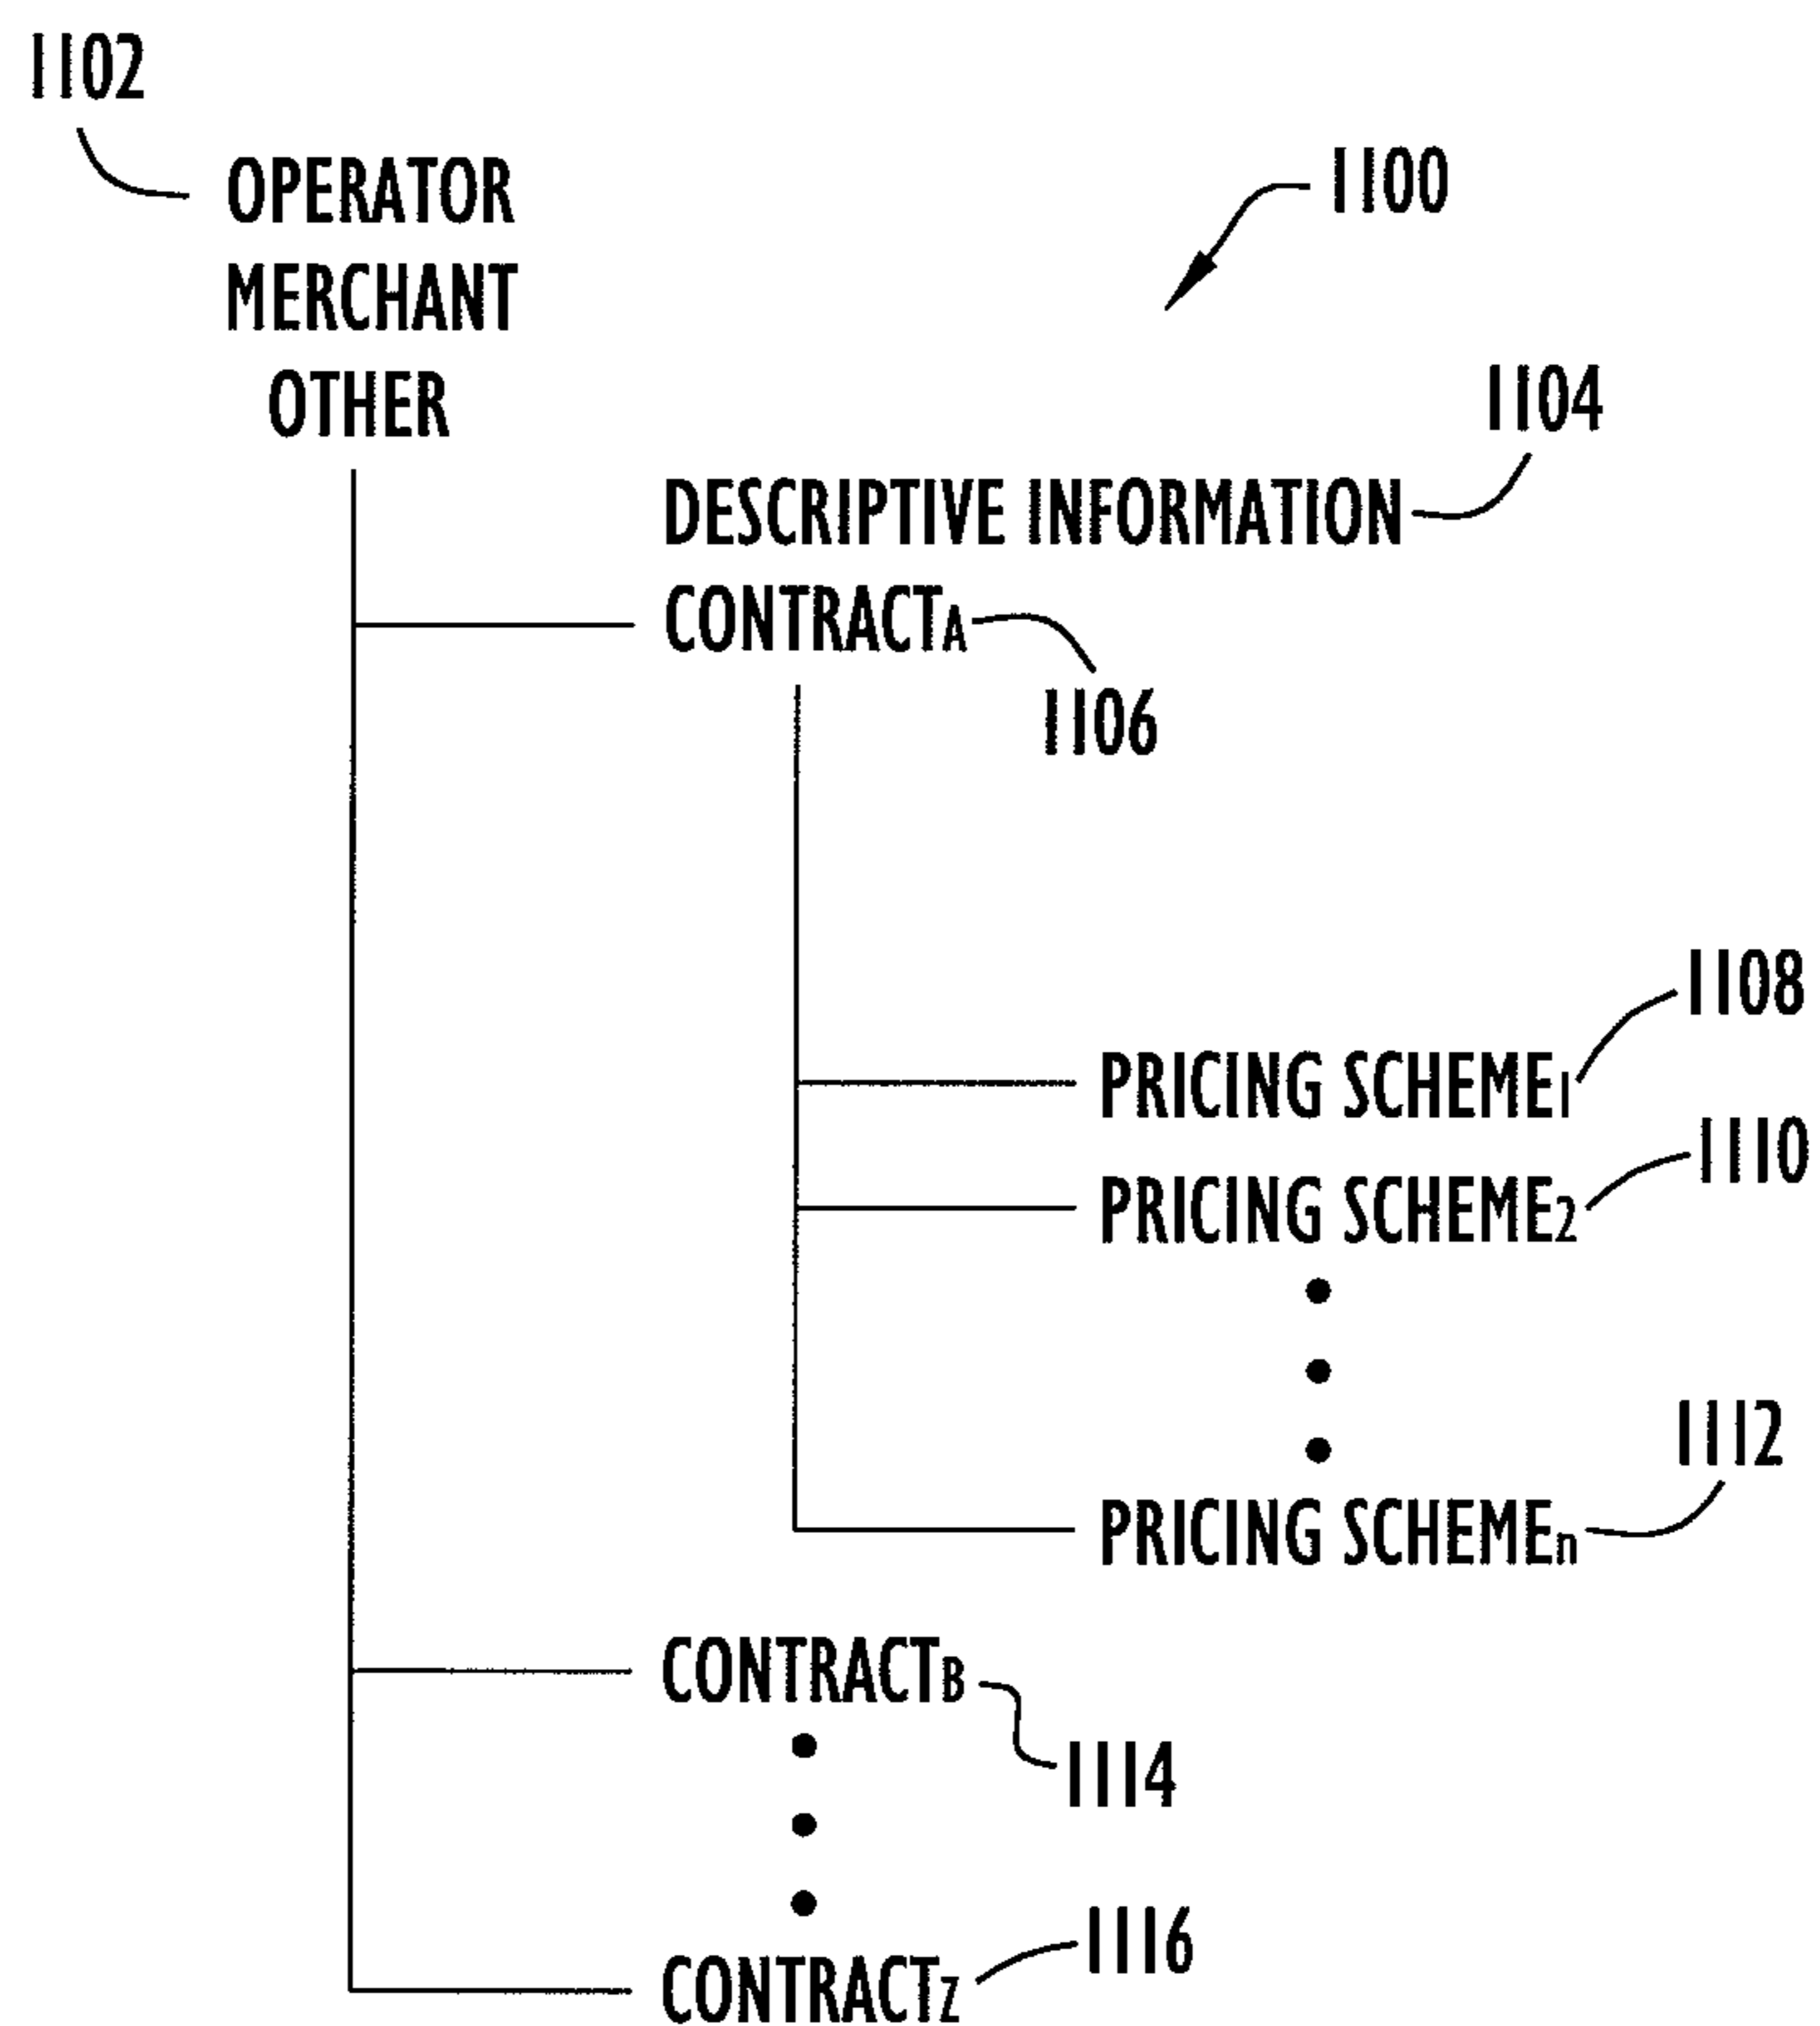 1102
OPERATOR
MERCHANT
OTHER
1100
1104
DESCRIPTIVE INFORMATION
CONTRACTA
1106
1108
PRICING SCHEME1
1110
PRICING SCHEME2
1112
PRICING SCHEMEn
CONTRACTB
1114
1116
CONTRACTZ